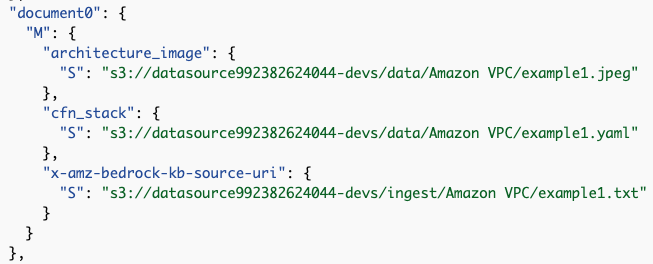 "document0": {
"M": {
"architecture_image": {
"S": "s3://datasource992382624044-devs/data/Amazon VPC/example1.jpeg"
},
"cfn_stack": {
"S": "s3://datasource992382624044-devs/data/Amazon VPC/example1.yaml"
},
"x-amz-bedrock-kb-source-uri": {
"S": "s3://datasource992382624044-devs/ingest/Amazon VPC/example1.txt"
}
}
},